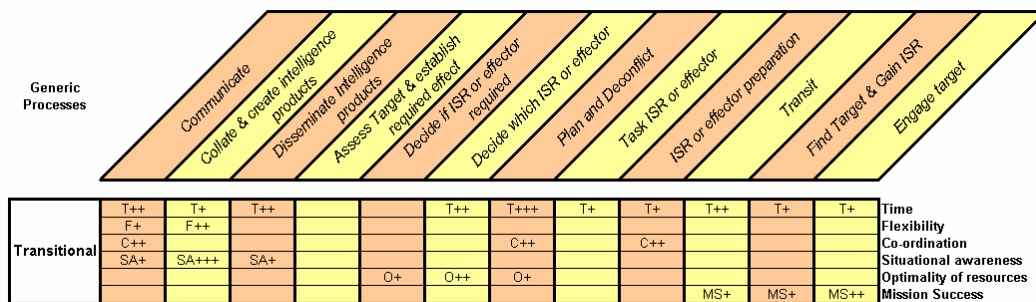 Generic
Processes
Communicate
Collate & create intelligence
products
Disseminate Intelligence
products
Assess Target & establish
required effect
Decide if ISR or effector
required
Decide which ISR or effector
Plan and Deconflict
Task ISR or effector
ISR or effector preparation
Transit
Find Target & Gain ISR
Engage target
Transitional
T++ T+ T++ T++ T+++ T+ T+ T++ T+ T+ Time
F+ F++ Flexibility
C++ C++ C++ Co-ordination
SA+ SA+++ SA+ Situational awareness
O+ O++ O+ Optimality of resources
MS+ MS+ MS++ Mission Success